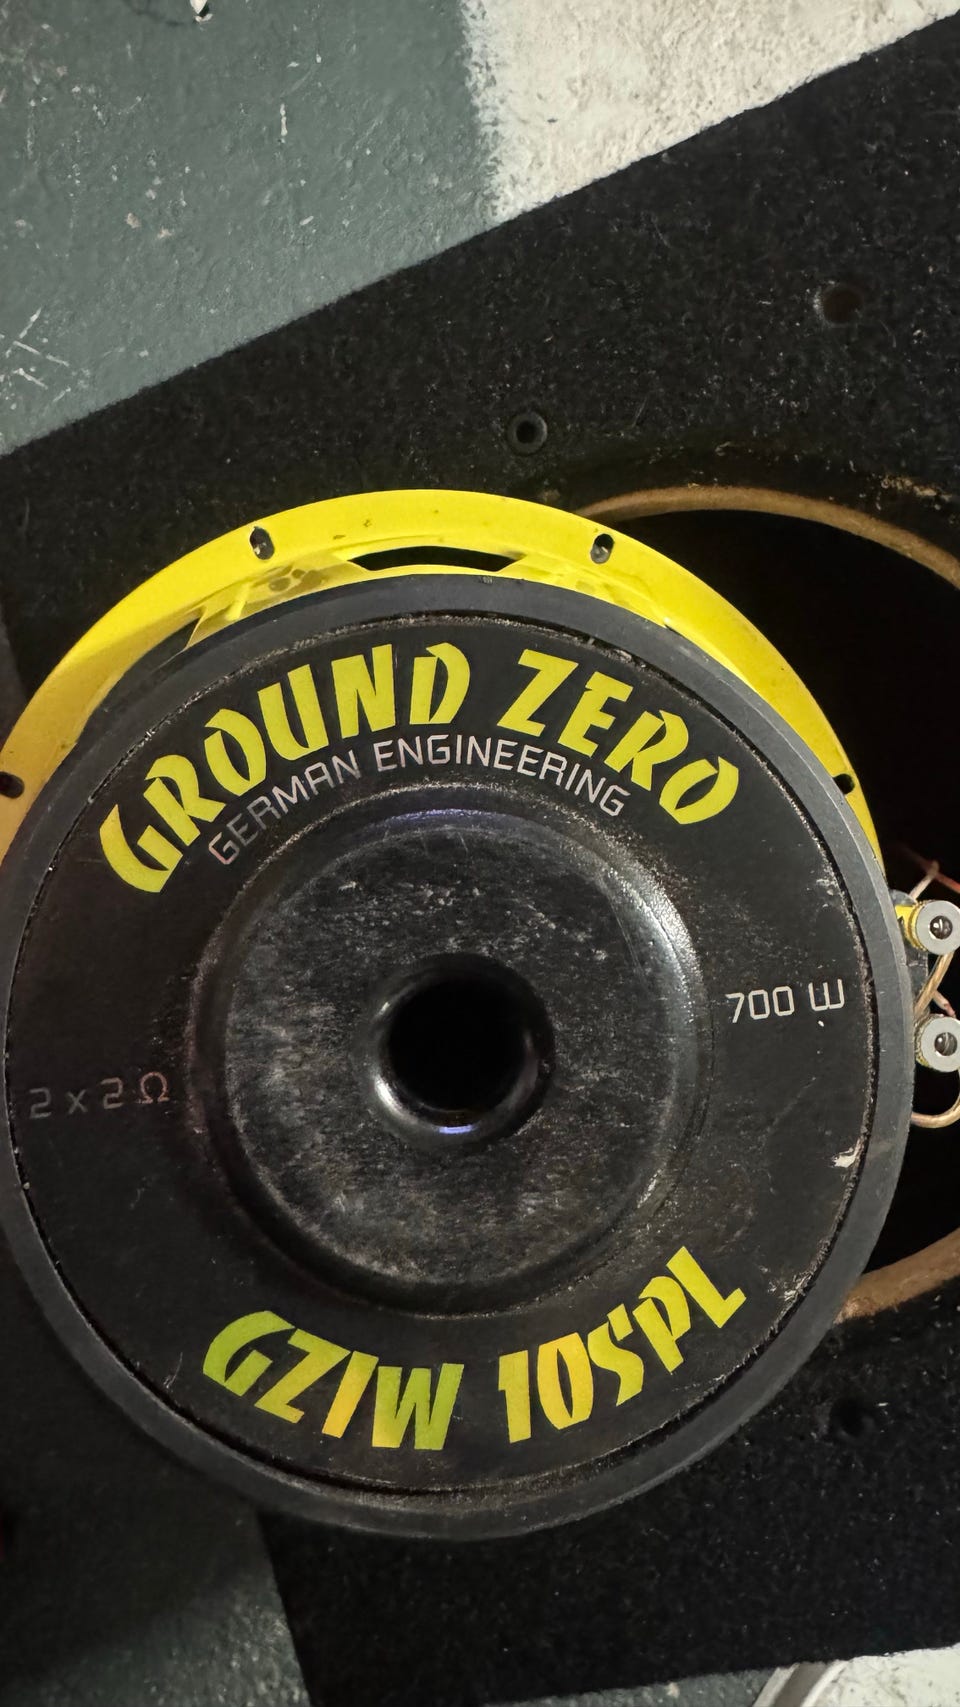 GROUND ZERO
GERMAN ENGINEERING
700 W
2 x 2 Ω
GZIW 10SPL